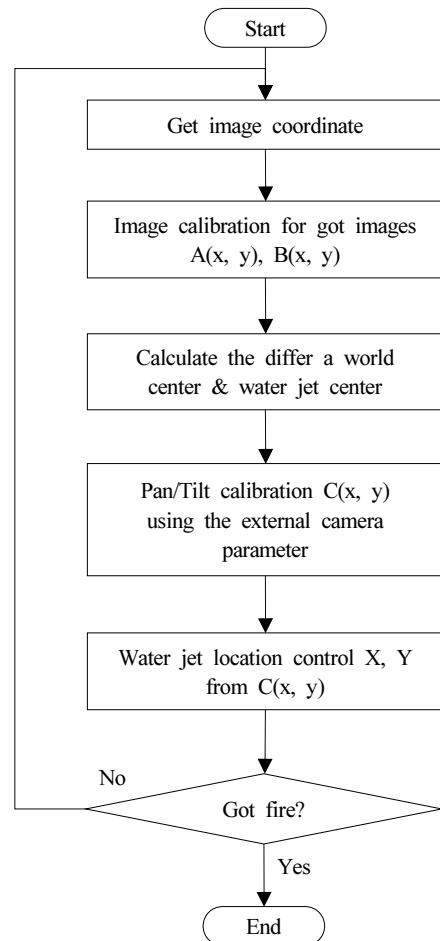 Start
Get image coordinate
Image calibration for got images
A(x, y), B(x, y)
Calculate the differ a world
center & water jet center
Pan/Tilt calibration C(x, y)
using the external camera
parameter
Water jet location control X, Y
from C(x, y)
No
Got fire?
Yes
End